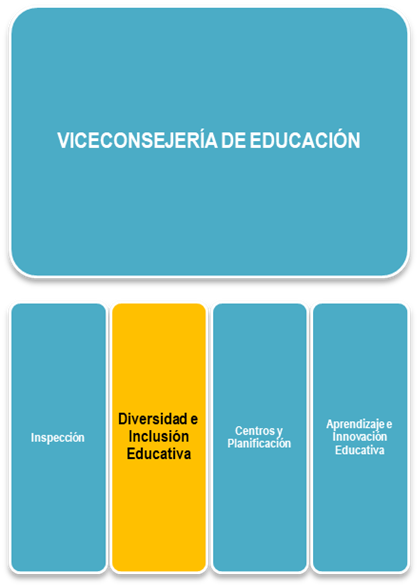 VICECONSEJERÍA DE EDUCACIÓN
Inspección
Diversidad e
Inclusión
Educativa
Centros y
Planificación
Aprendizaje e
Innovación
Educativa